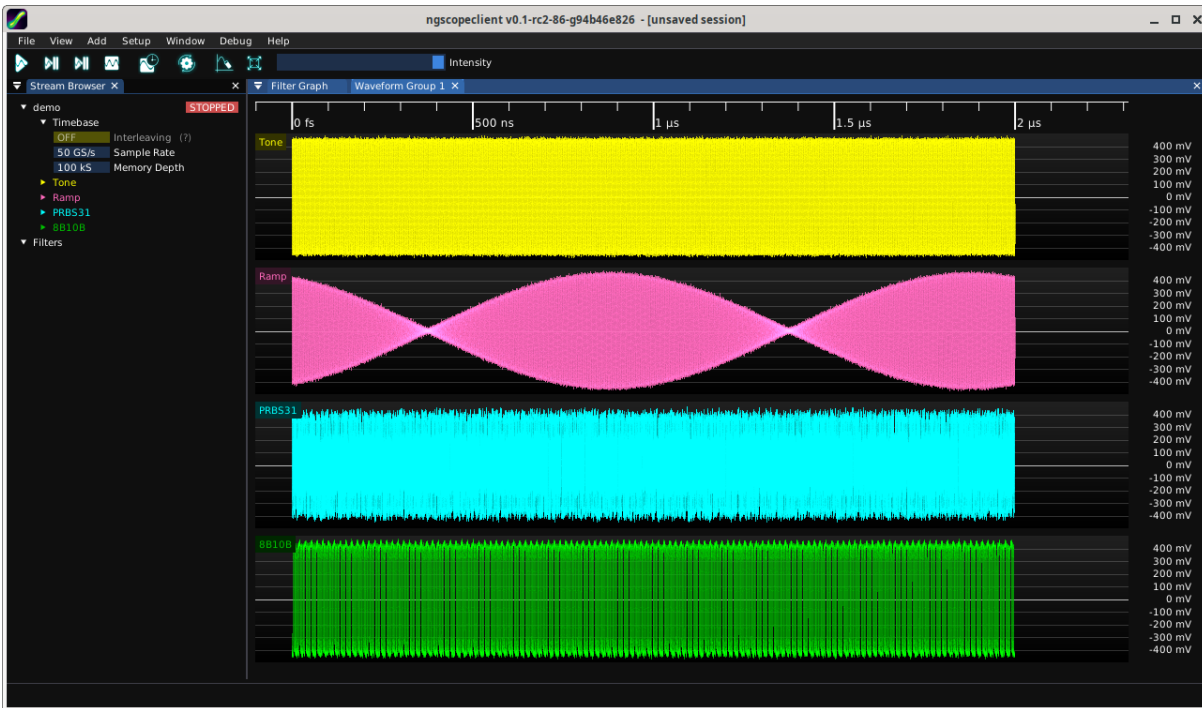 ngscopeclient v0.1-rc2-86-g94b46e826 - [unsaved session]
File View Add Setup Window Debug Help
Intensity
Stream Browser
Filter Graph Waveform Group 1
demo STOPPED
Timebase
OFF Interleaving (?)
50 GS/s Sample Rate
100 kS Memory Depth
Tone
Ramp
PRBS31
8B10B
Filters
0 fs 500 ns 1 µs 1.5 µs 2 µs
Tone
400 mV
300 mV
200 mV
100 mV
0 mV
-100 mV
-200 mV
-300 mV
-400 mV
Ramp
400 mV
300 mV
200 mV
100 mV
0 mV
-100 mV
-200 mV
-300 mV
-400 mV
PRBS31
400 mV
300 mV
200 mV
100 mV
0 mV
-100 mV
-200 mV
-300 mV
-400 mV
8B10B
400 mV
300 mV
200 mV
100 mV
0 mV
-100 mV
-200 mV
-300 mV
-400 mV